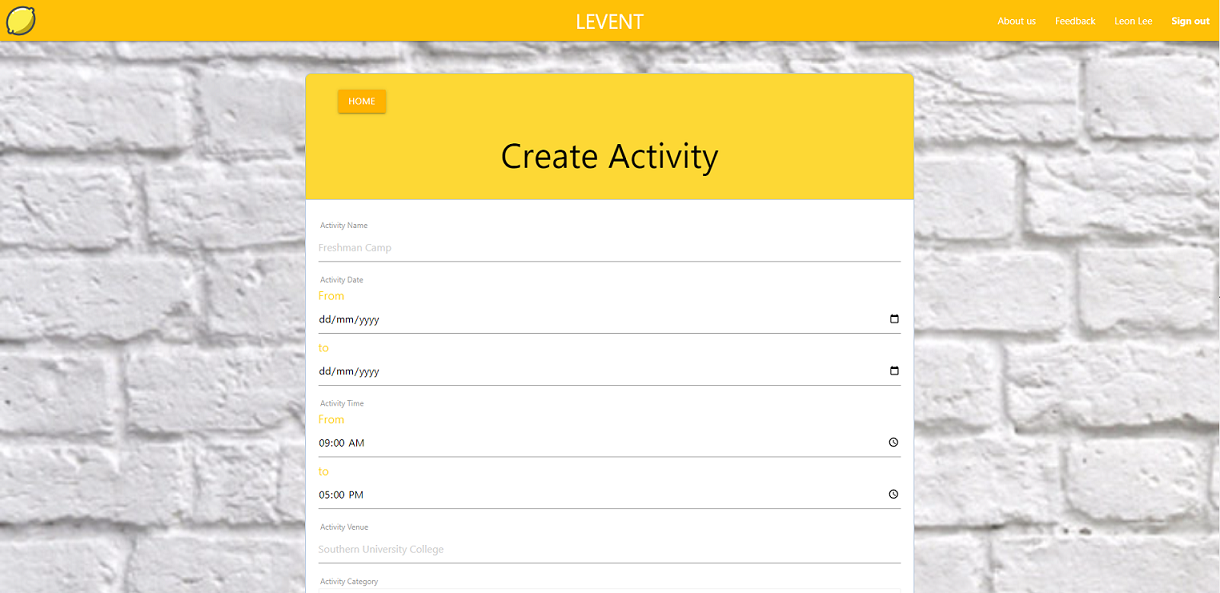 LEVENT
About us Feedback Leon Lee Sign out
HOME
Create Activity
Activity Name
Freshman Camp
Activity Date
From
dd/mm/yyyy
to
dd/mm/yyyy
Activity Time
From
09:00 AM
to
05:00 PM
Activity Venue
Southern University College
Activity Category